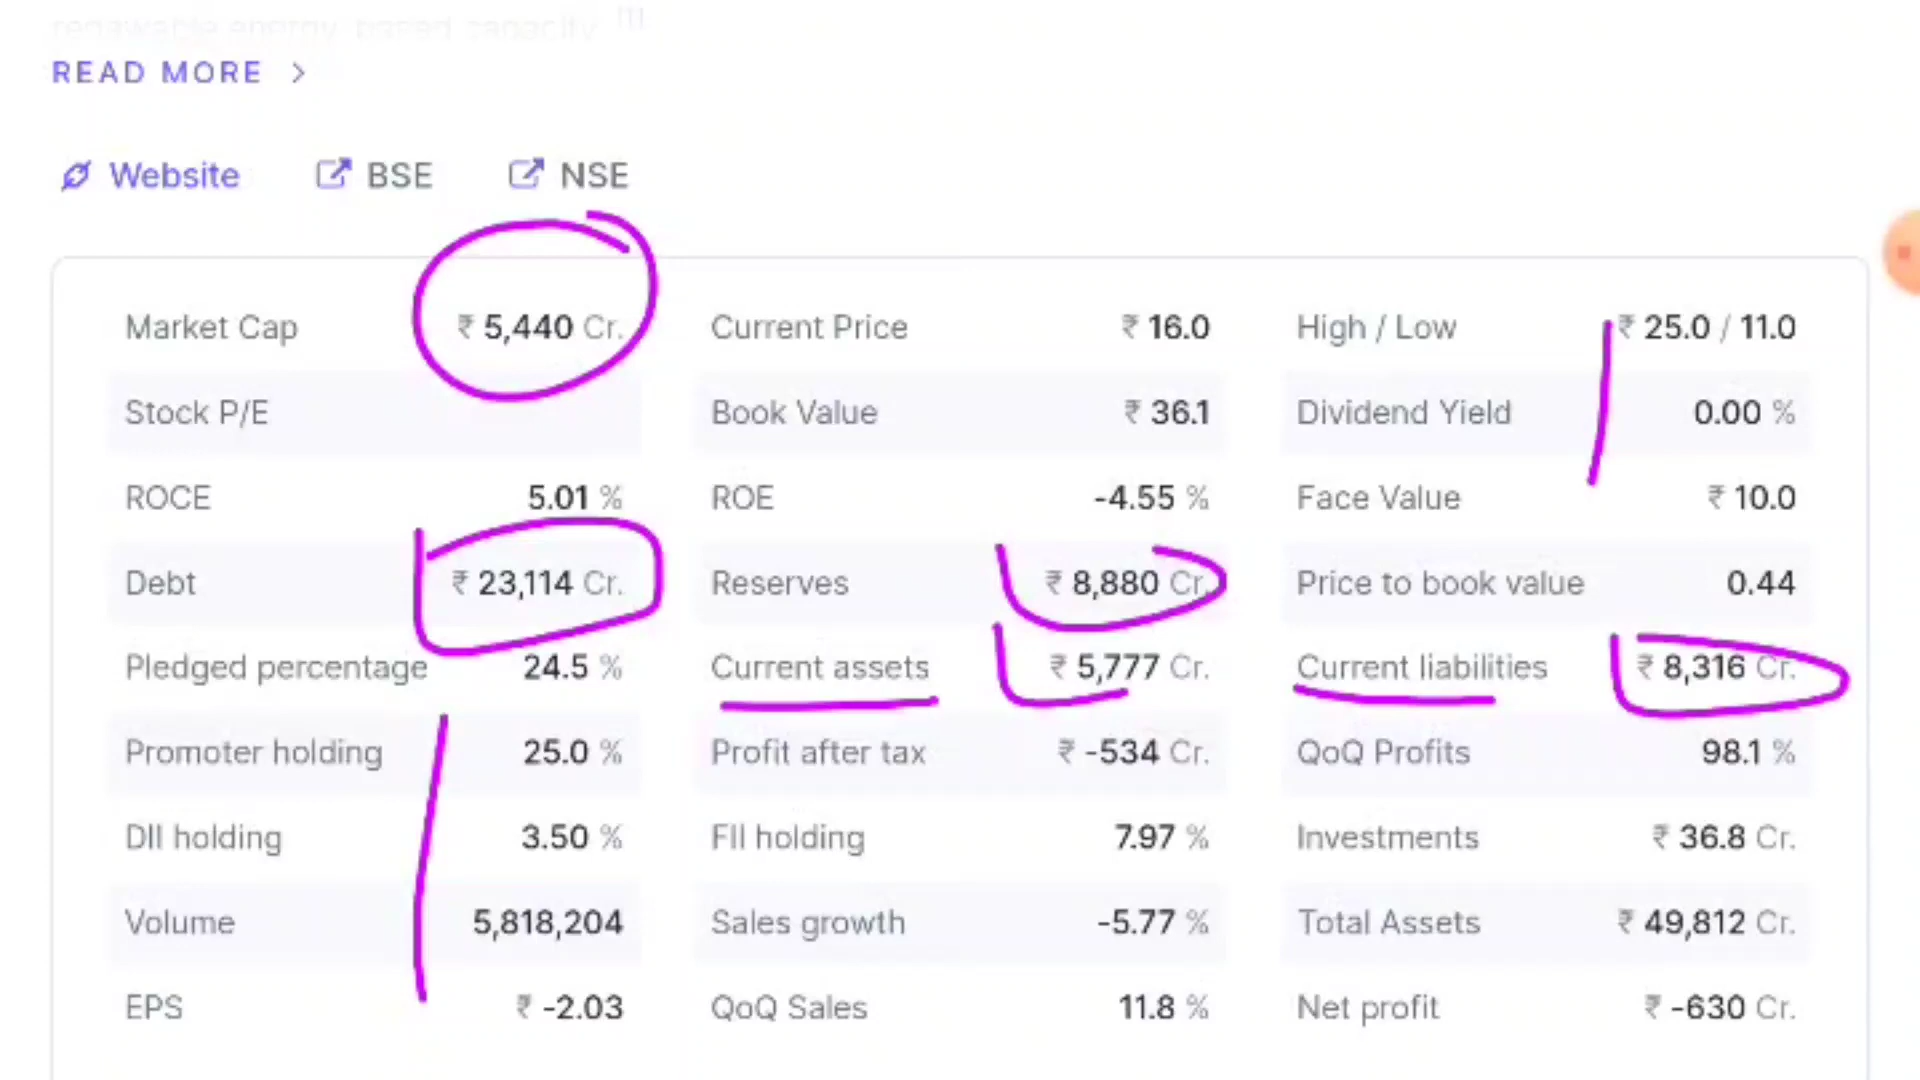 renewable energy-based capacity. [1]
READ MORE >
Website BSE NSE
Market Cap ₹ 5,440 Cr. Current Price ₹ 16.0 High / Low ₹ 25.0 / 11.0
Stock P/E Book Value ₹ 36.1 Dividend Yield 0.00 %
ROCE 5.01 % ROE -4.55 % Face Value ₹ 10.0
Debt ₹ 23,114 Cr. Reserves ₹ 8,880 Cr. Price to book value 0.44
Pledged percentage 24.5 % Current assets ₹ 5,777 Cr. Current liabilities ₹ 8,316 Cr.
Promoter holding 25.0 % Profit after tax ₹ -534 Cr. QoQ Profits 98.1 %
DII holding 3.50 % FII holding 7.97 % Investments ₹ 36.8 Cr.
Volume 5,818,204 Sales growth -5.77 % Total Assets ₹ 49,812 Cr.
EPS ₹ -2.03 QoQ Sales 11.8 % Net profit ₹ -630 Cr.